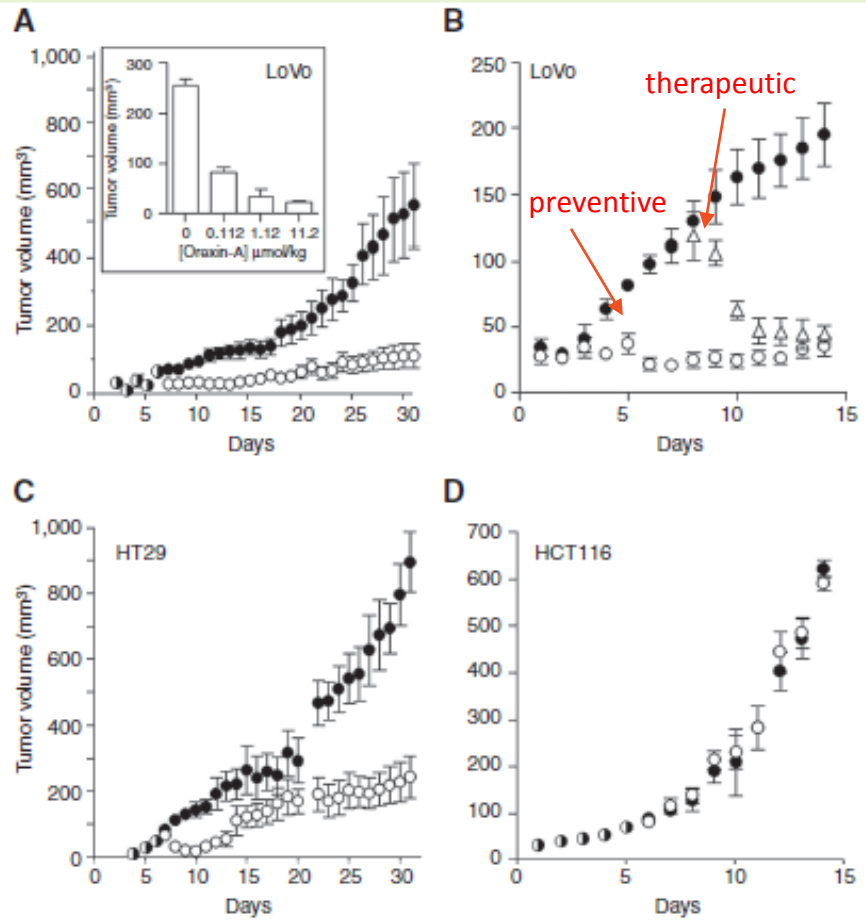 A
1,000
800
600
400
200
0
Tumor volume (mm³)
0 5 10 15 20 25 30
Days
LoVo
300
200
100
0
Tumor volume (mm³)
0 0.112 1.12 11.2
[Orexin-A] µmol/kg
B
250
200
150
100
50
0
LoVo
therapeutic
preventive
0 5 10 15
Days
C
1,000
800
600
400
200
0
Tumor volume (mm³)
HT29
0 5 10 15 20 25 30
Days
D
700
600
500
400
300
200
100
0
HCT116
0 5 10 15
Days